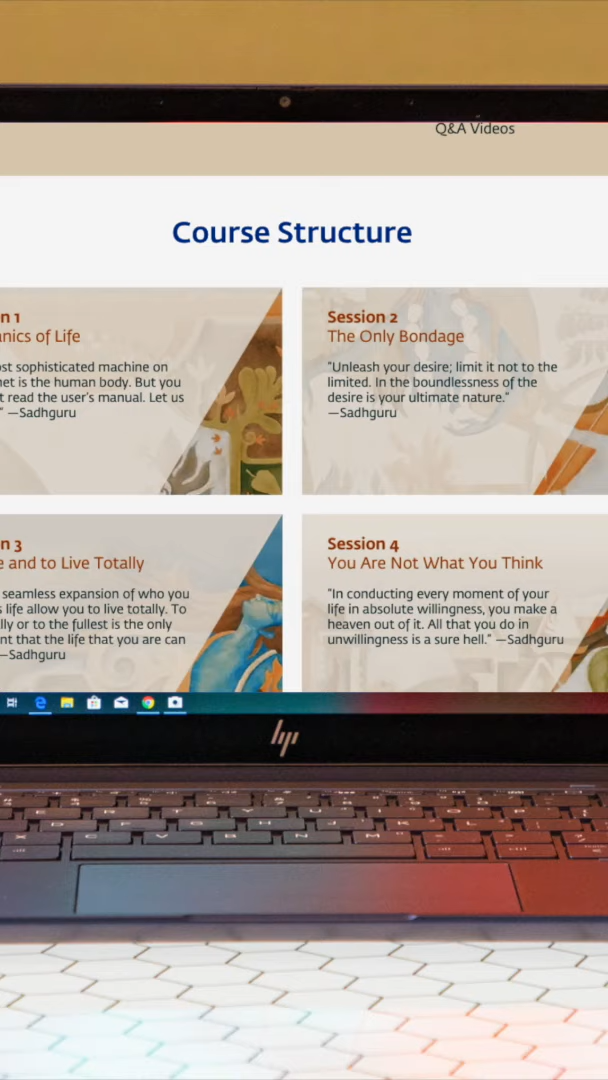 Q&A Videos
Course Structure
n 1
anics of Life
ost sophisticated machine on
net is the human body. But you
t read the user's manual. Let us
" —Sadhguru
Session 2
The Only Bondage
"Unleash your desire; limit it not to the
limited. In the boundlessness of the
desire is your ultimate nature."
—Sadhguru
n 3
e and to Live Totally
seamless expansion of who you
s life allow you to live totally. To
lly or to the fullest is the only
nt that the life that you are can
—Sadhguru
Session 4
You Are Not What You Think
"In conducting every moment of your
life in absolute willingness, you make a
heaven out of it. All that you do in
unwillingness is a sure hell." —Sadhguru
hp